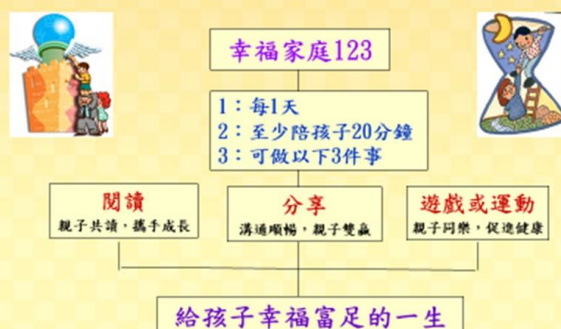 幸福家庭123
1：每1天
2：至少陪孩子20分鐘
3：可做以下3件事
閱讀
親子共讀，攜手成長
分享
溝通順暢，親子雙贏
遊戲或運動
親子同樂，促進健康
給孩子幸福富足的一生